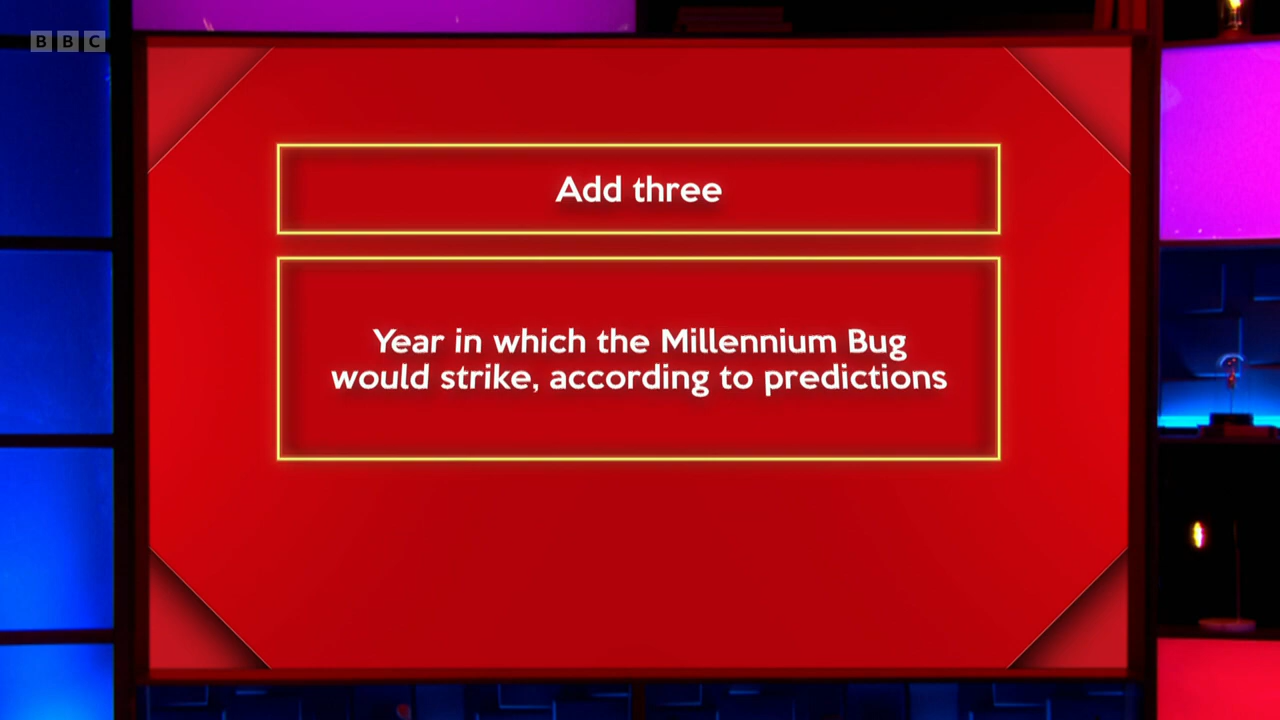 BBC
Add three
Year in which the Millennium Bug
would strike, according to predictions